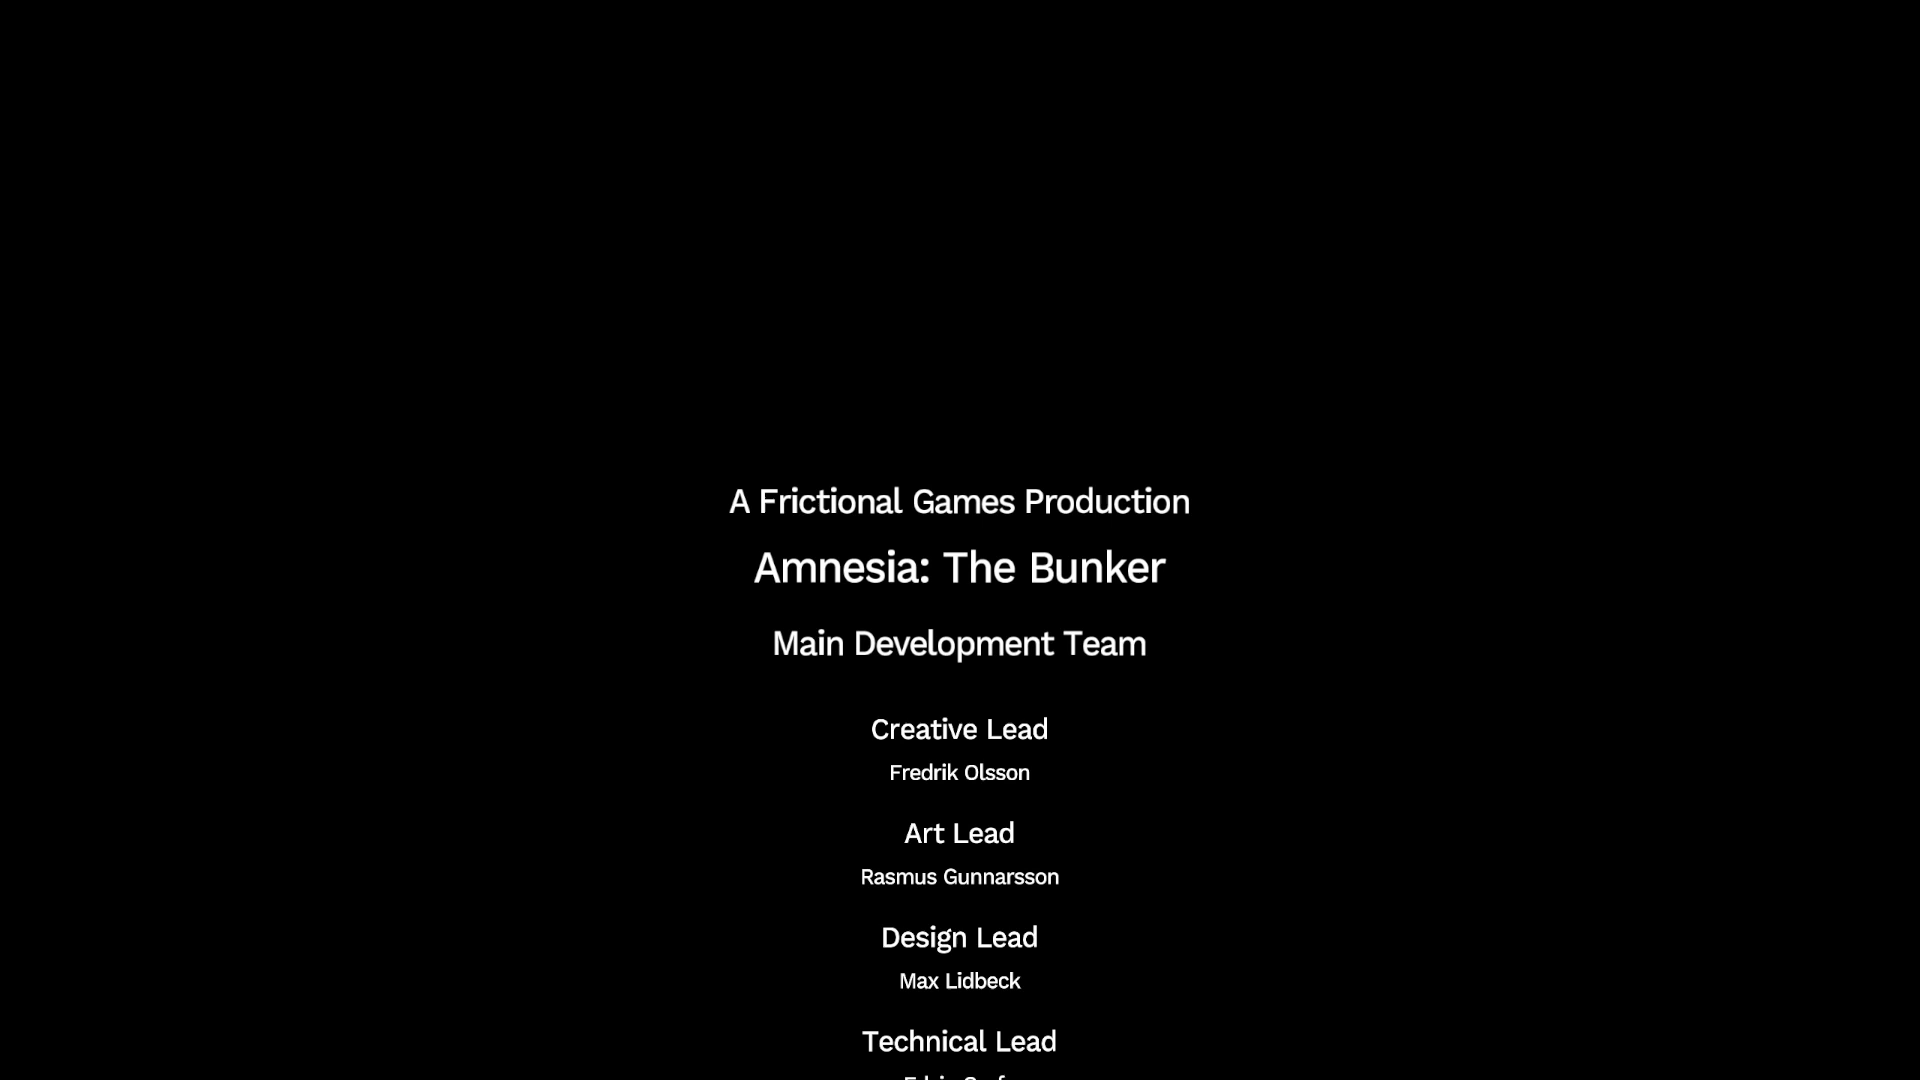 A Frictional Games Production
Amnesia: The Bunker
Main Development Team
Creative Lead
Fredrik Olsson
Art Lead
Rasmus Gunnarsson
Design Lead
Max Lidbeck
Technical Lead